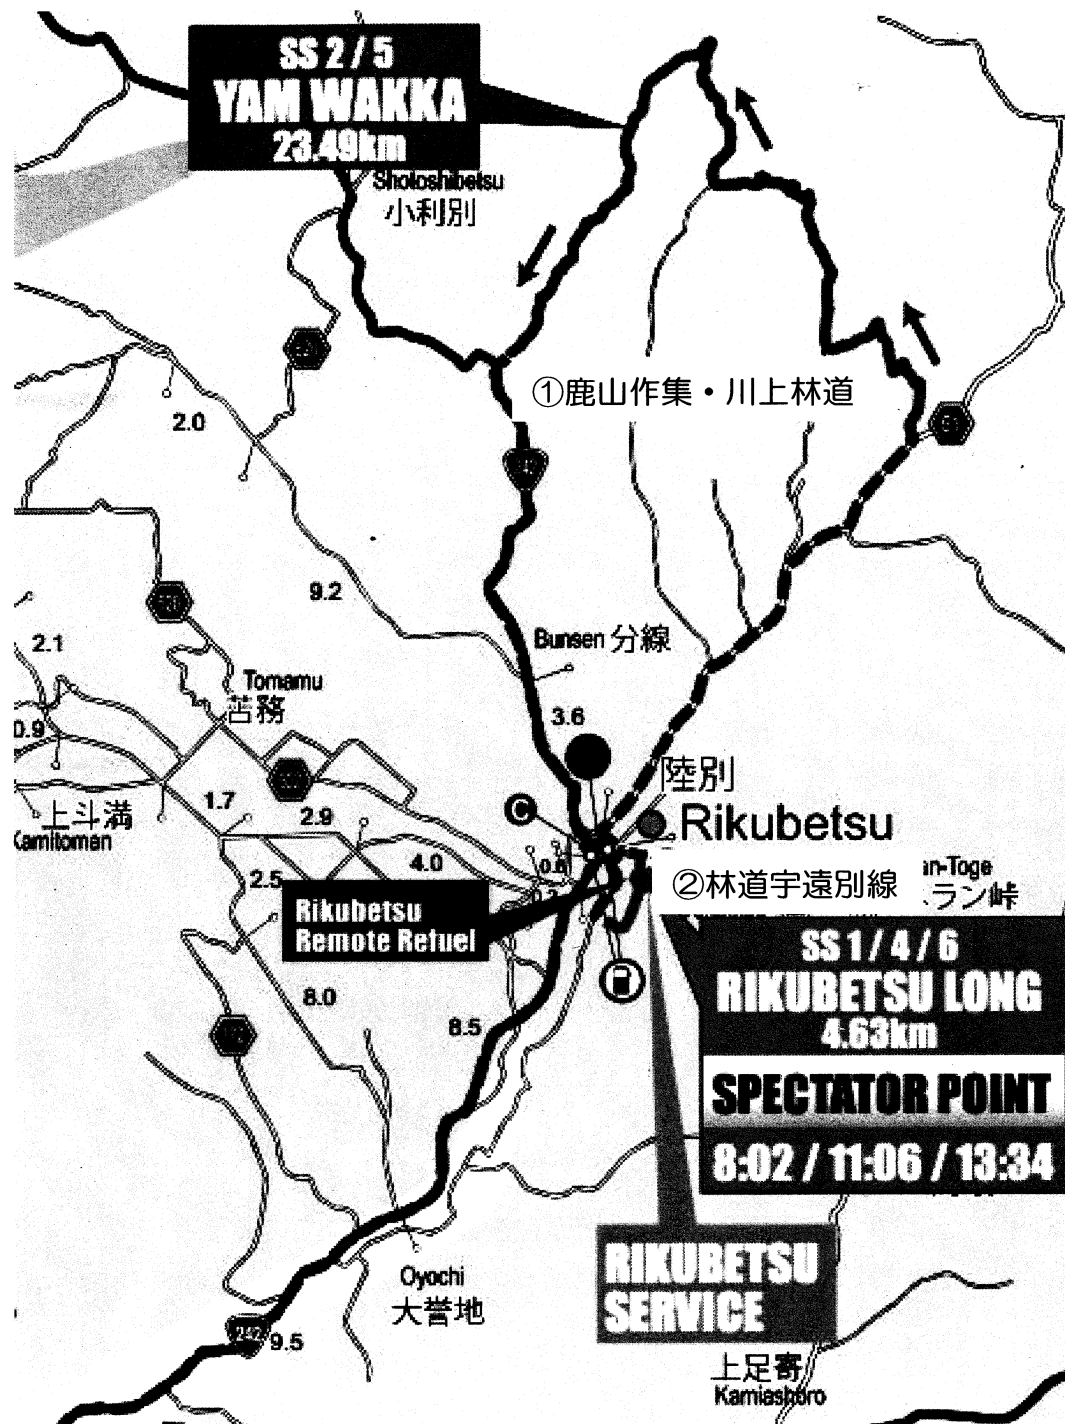 SS 2 / 5
YAM WAKKA
23.49km
Shotoshibetsu
小利別
①鹿山作集・川上林道
2.0
9.2
2.1
Bunsen 分線
Tomamu
苫務
0.9
3.6
陸別
Rikubetsu
C
上斗満
Kamitoman
1.7
2.9
4.0
0.6
2.5
②林道宇遠別線
an-Toge
ラン峠
Rikubetsu
Remote Refuel
SS 1 / 4 / 6
RIKUBETSU LONG
4.63km
8.0
8.5
SPECTATOR POINT
8:02 / 11:06 / 13:34
RIKUBETSU
SERVICE
Oyochi
大誉地
242
9.5
上足寄
Kamiashoro